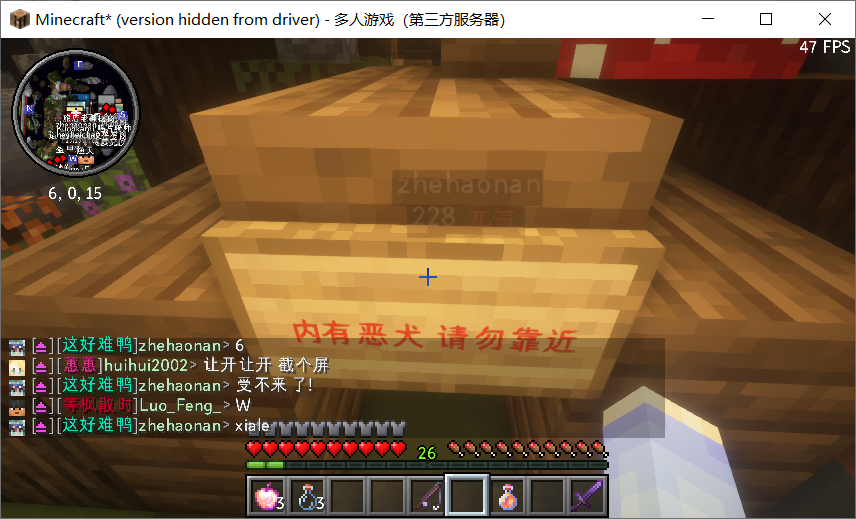 Minecraft* (version hidden from driver) - 多人游戏（第三方服务器）
47 FPS
E
N
S
W
6, 0, 15
zhehaonan
228 元气
内有恶犬 请勿靠近
[≜][这好难鸭]zhehaonan> 6
[≜][崽崽]huihui2002> 让开让开 截个屏
[≜][这好难鸭]zhehaonan> 受不来了!
[≜][等枫散时]Luo_Feng_> W
[≜][这好难鸭]zhehaonan> xiale
26
3
3